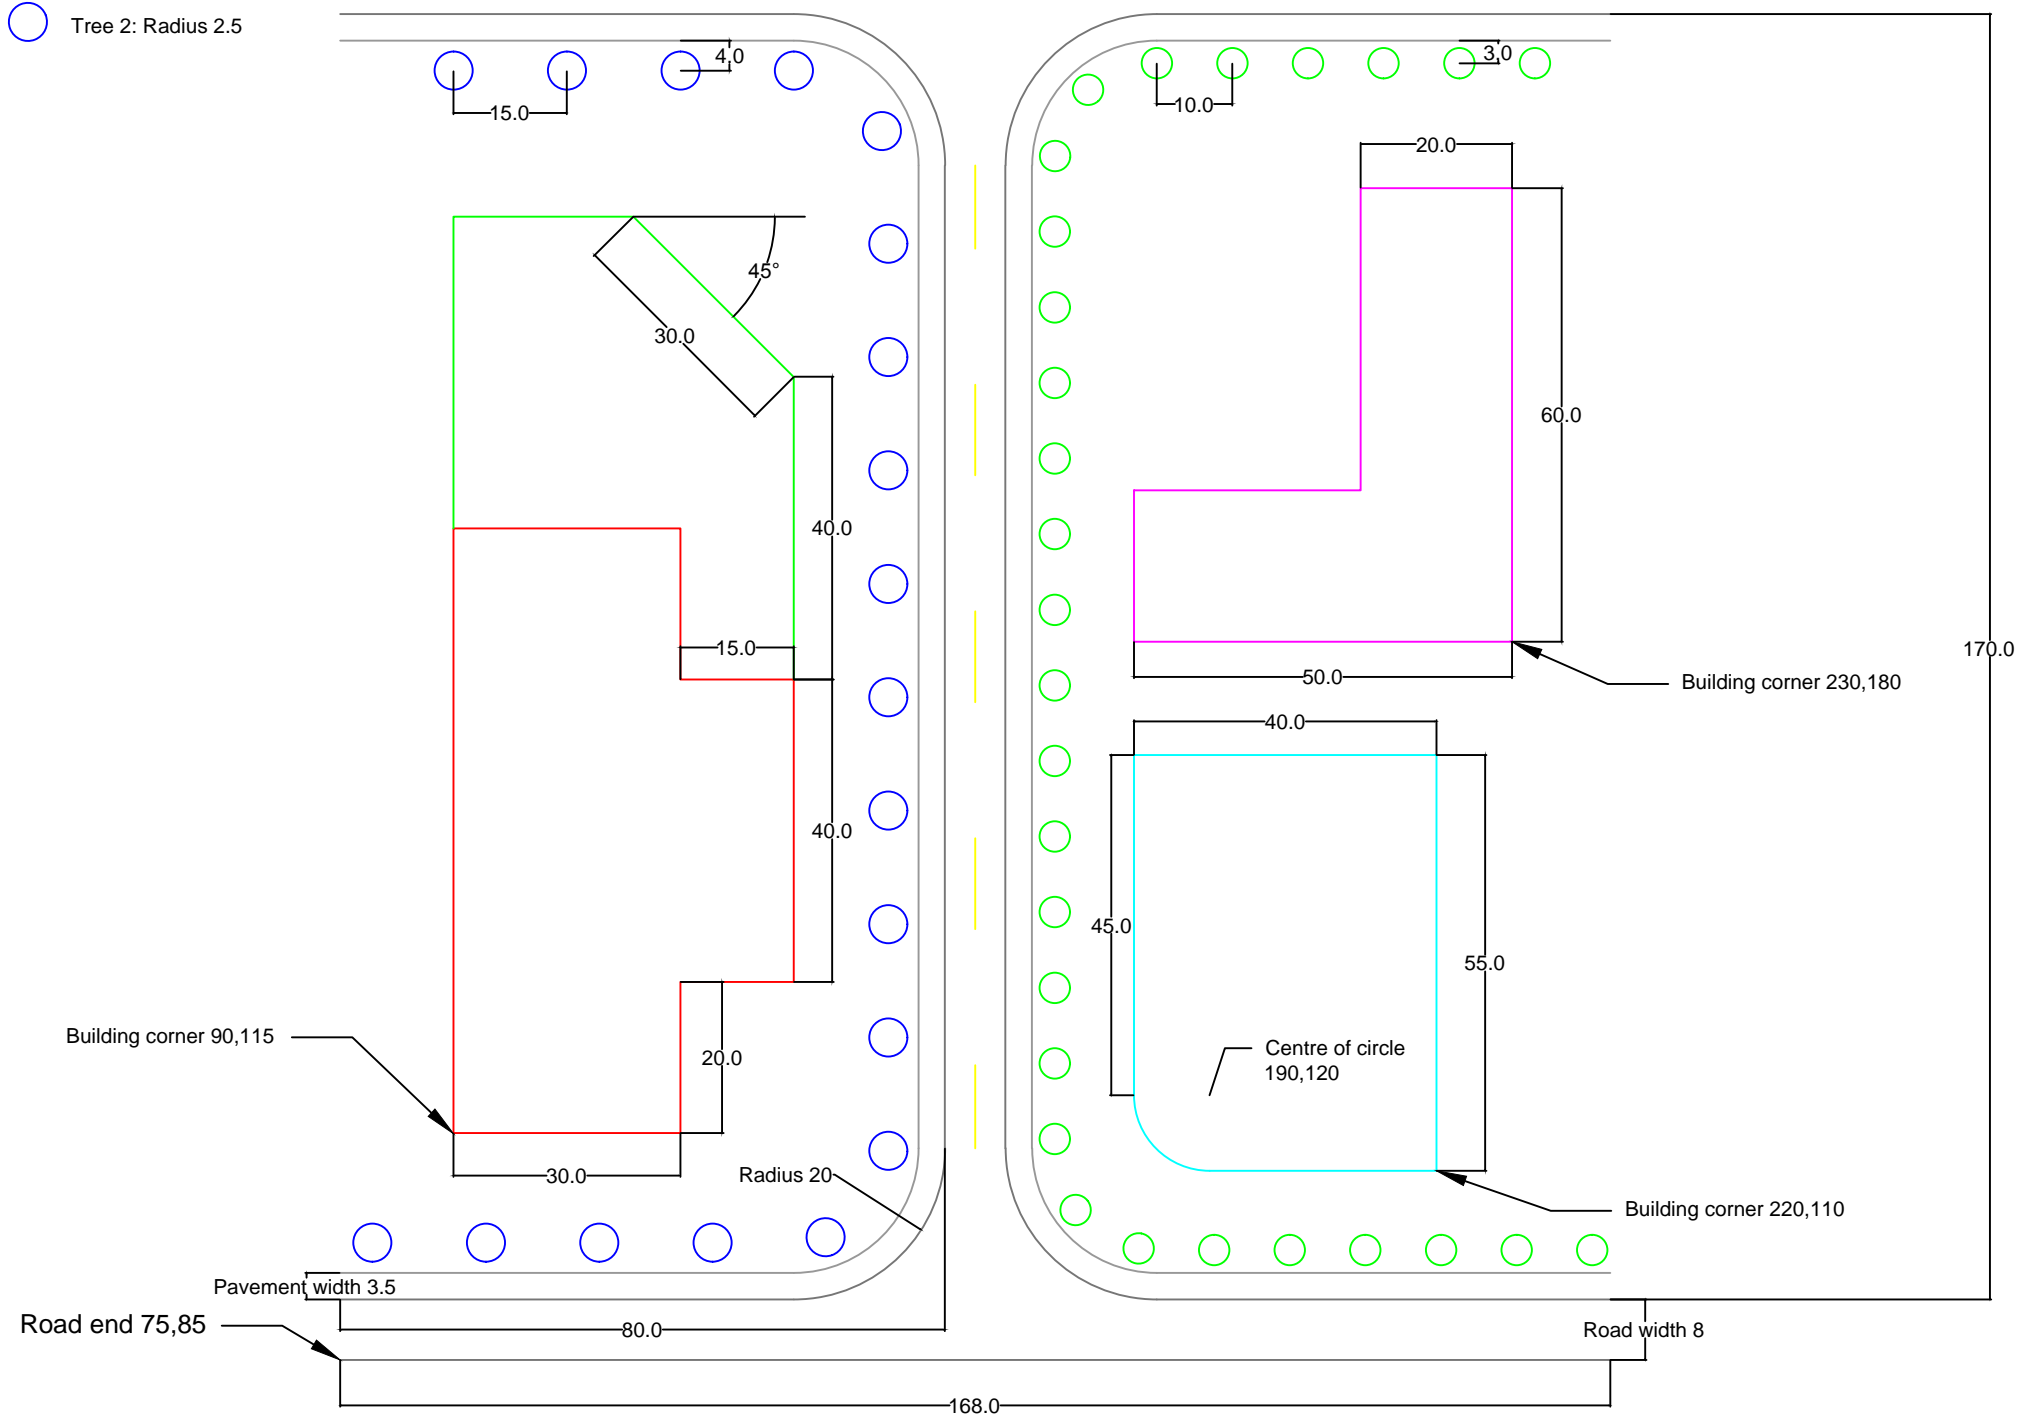 Tree 2: Radius 2.5
4.0
3.0
15.0
10.0
20.0
45°
30.0
60.0
40.0
15.0
170.0
50.0
Building corner 230,180
40.0
40.0
45.0
55.0
Building corner 90,115
20.0
Centre of circle
190,120
30.0
Radius 20
Building corner 220,110
Pavement width 3.5
Road end 75,85
80.0
Road width 8
168.0